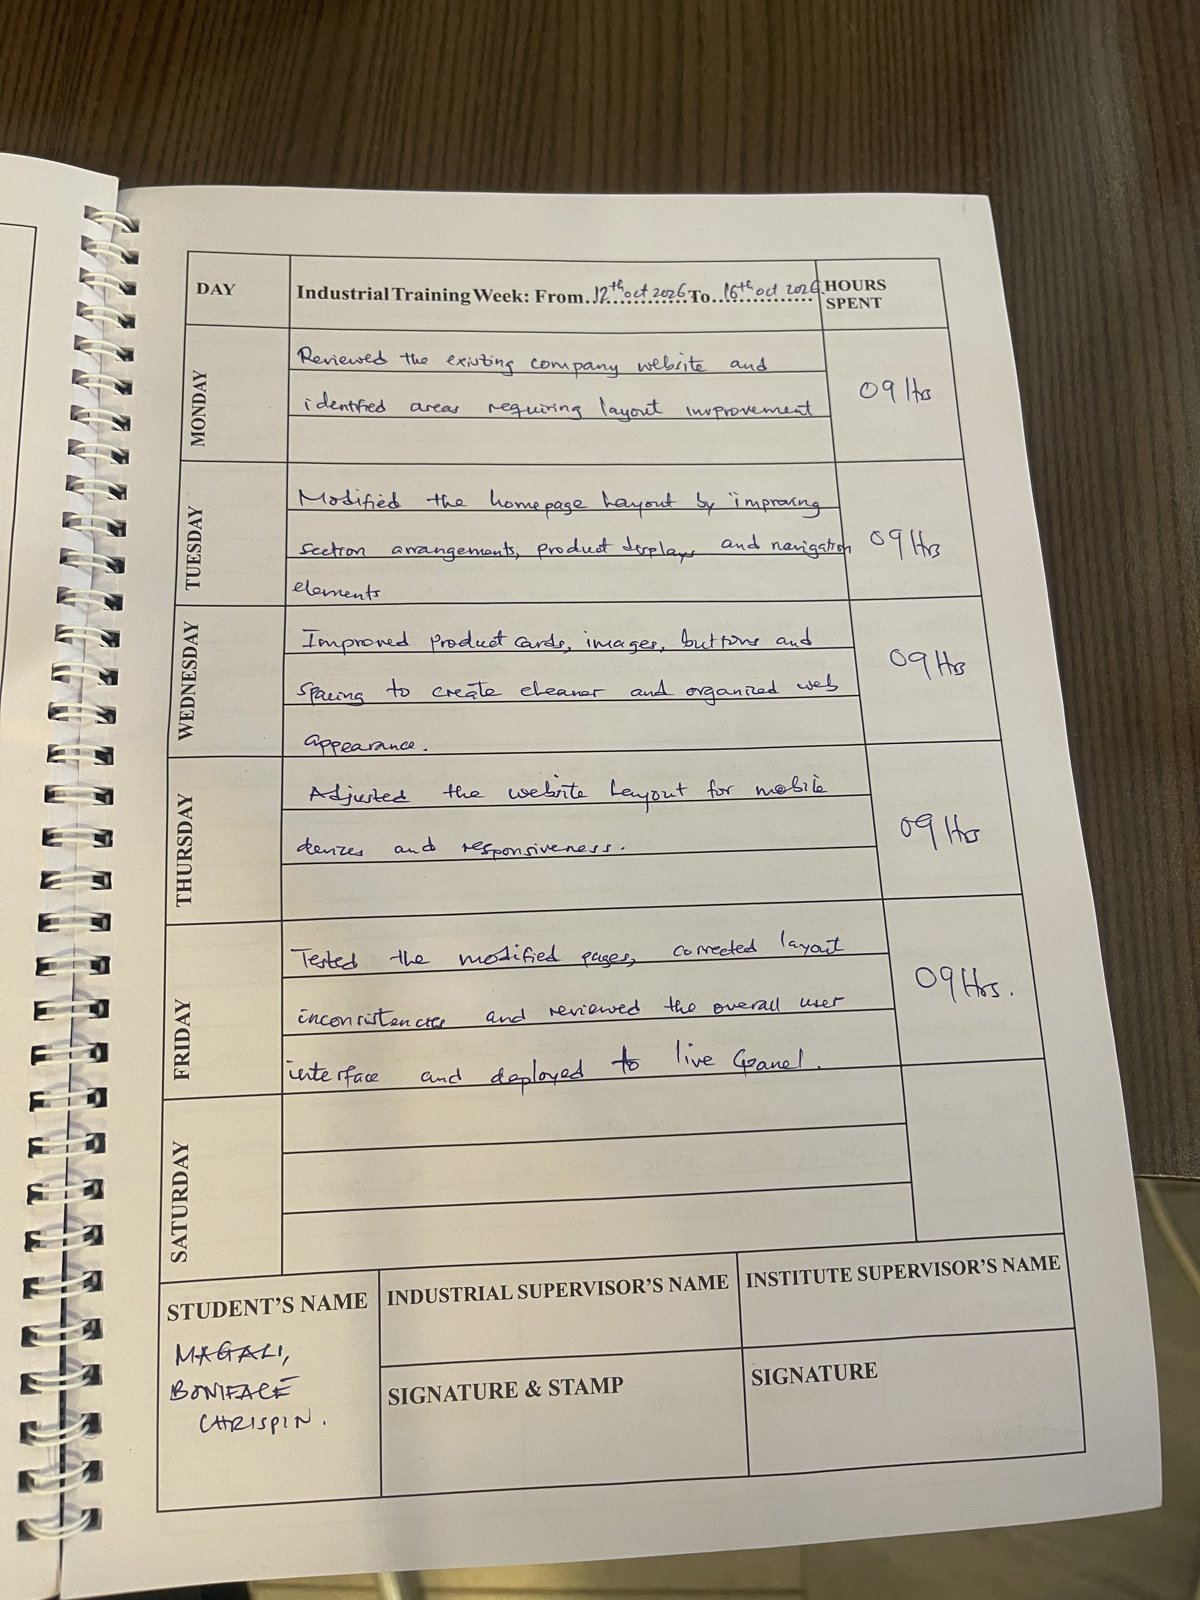 DAY
Industrial Training Week: From..12th oct 2026..To..16th oct 2026.
HOURS SPENT
MONDAY
Reviewed the existing company website and
identified areas requiring layout improvement
09 Hrs
TUESDAY
Modified the homepage layout by improving
section arrangements, product displays and navigation
elements
09 Hrs
WEDNESDAY
Improved product cards, images, buttons and
spacing to create cleaner and organized web
appearance.
09 Hrs
THURSDAY
Adjusted the website layout for mobile
devices and responsiveness.
09 Hrs
FRIDAY
Tested the modified pages, corrected layout
inconsistencies and reviewed the overall user
interface and deployed to live Cpanel.
09 Hrs.
SATURDAY
STUDENT'S NAME
MAGALI,
BONIFACE
CHRISPIN.
INDUSTRIAL SUPERVISOR'S NAME
INSTITUTE SUPERVISOR'S NAME
SIGNATURE & STAMP
SIGNATURE